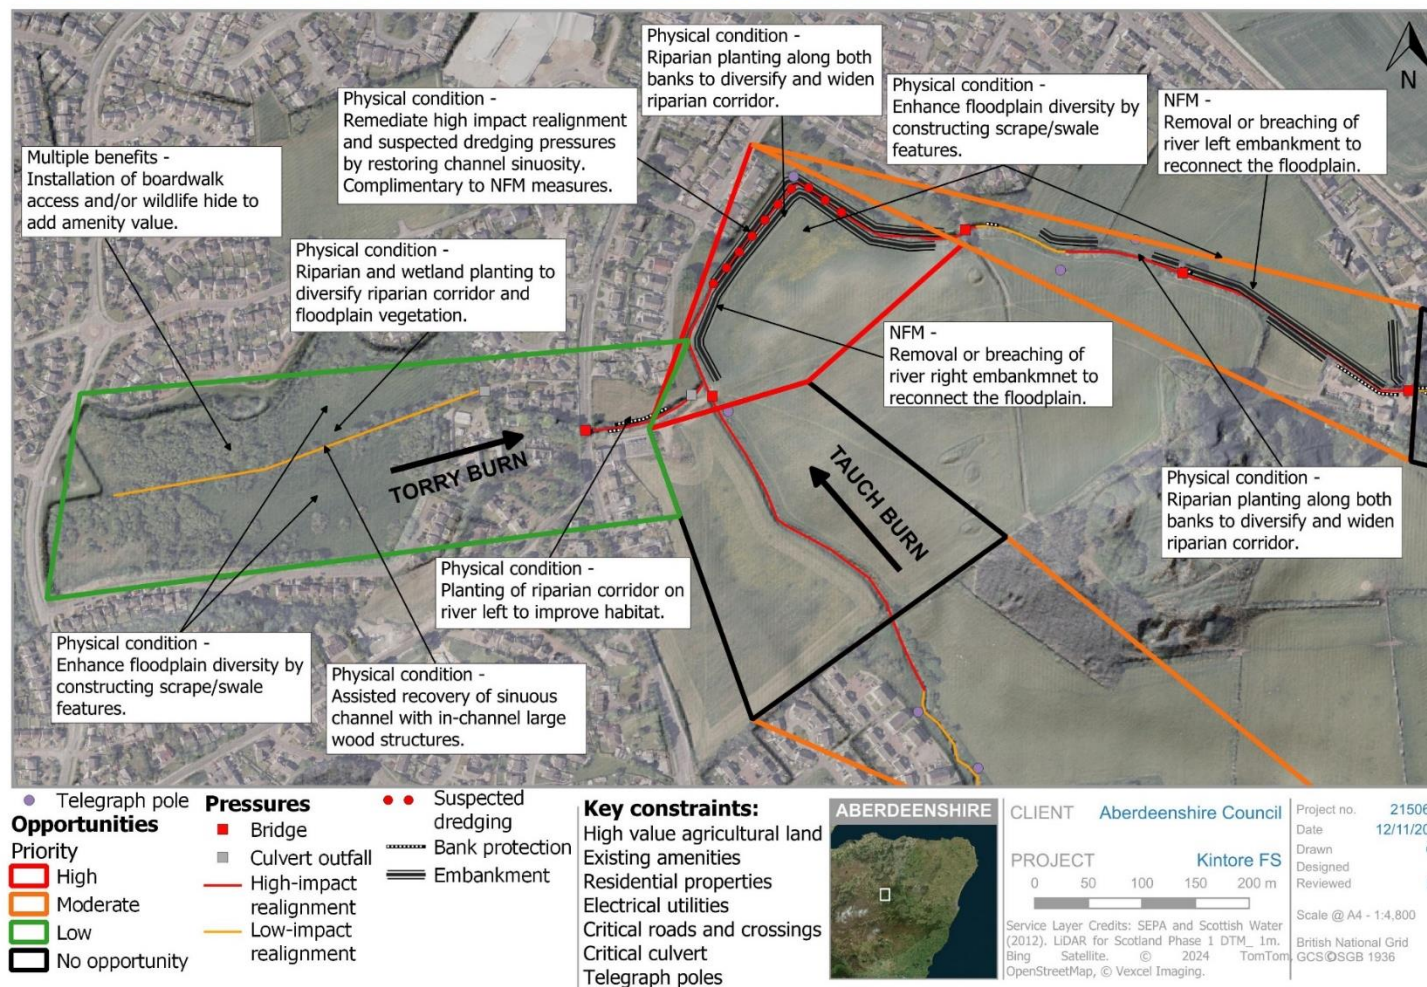 Physical condition -
Riparian planting along both
banks to diversify and widen
riparian corridor.
Physical condition -
Enhance floodplain diversity by
constructing scrape/swale
features.
N
NFM -
Removal or breaching of
river left embankment to
reconnect the floodplain.
Physical condition -
Remediate high impact realignment
and suspected dredging pressures
by restoring channel sinuosity.
Complimentary to NFM measures.
Multiple benefits -
Installation of boardwalk
access and/or wildlife hide to
add amenity value.
Physical condition -
Riparian and wetland planting to
diversify riparian corridor and
floodplain vegetation.
NFM -
Removal or breaching of
river right embankmnet to
reconnect the floodplain.
TORRY BURN
TAUCH BURN
Physical condition -
Riparian planting along both
banks to diversify and widen
riparian corridor.
Physical condition -
Planting of riparian corridor on
river left to improve habitat.
Physical condition -
Enhance floodplain diversity by
constructing scrape/swale
features.
Physical condition -
Assisted recovery of sinuous
channel with in-channel large
wood structures.
Telegraph pole
Opportunities
Priority
High
Moderate
Low
No opportunity
Pressures
Bridge
Culvert outfall
High-impact
realignment
Low-impact
realignment
Suspected
dredging
Bank protection
Embankment
Key constraints:
High value agricultural land
Existing amenities
Residential properties
Electrical utilities
Critical roads and crossings
Critical culvert
Telegraph poles
ABERDEENSHIRE
CLIENT Aberdeenshire Council
PROJECT Kintore FS
0 50 100 150 200 m
Service Layer Credits: SEPA and Scottish Water
(2012). LiDAR for Scotland Phase 1 DTM_ 1m.
Bing Satellite. © 2024 TomTom,
OpenStreetMap, © Vexcel Imaging.
Project no. 21506
Date 12/11/20
Drawn
Designed
Reviewed
Scale @ A4 - 1:4,800
British National Grid
GCS OSGB 1936